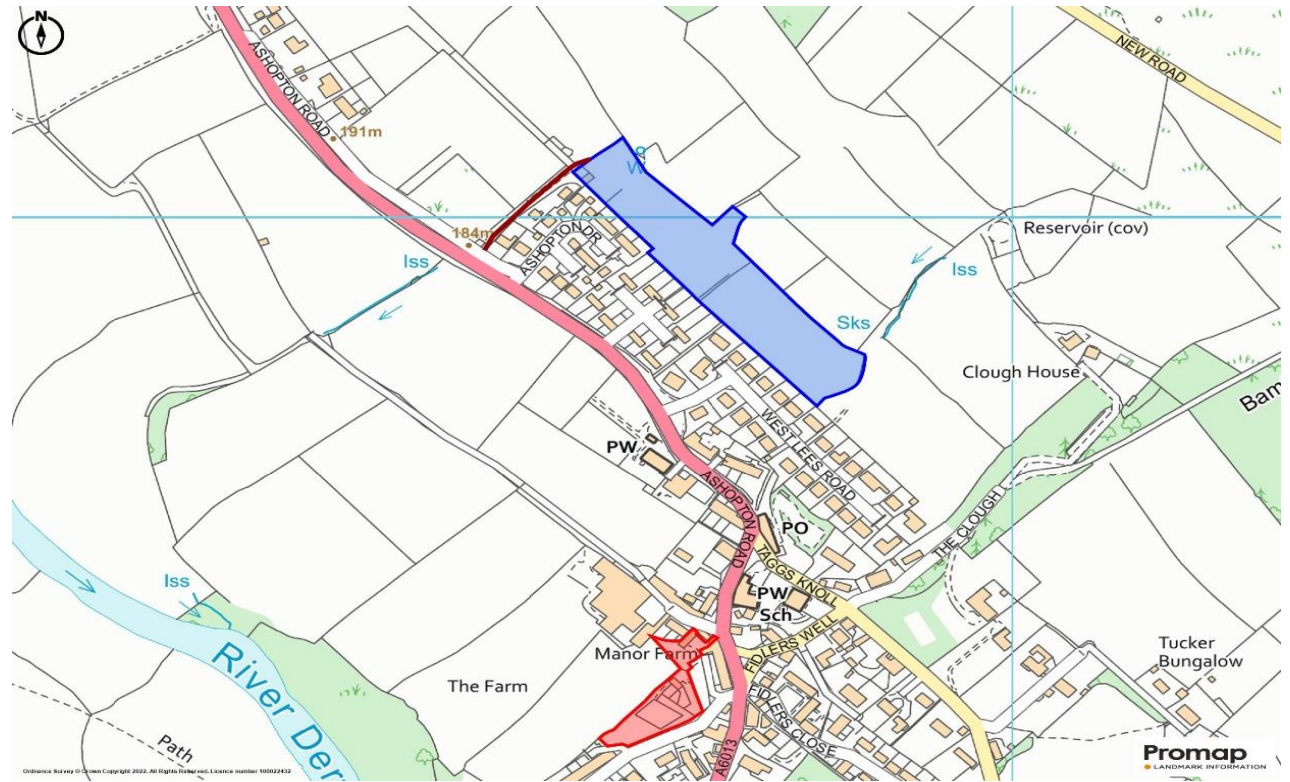 N
NEW ROAD
ASHOPTON ROAD
191m
W8
184m
ASHOPTON DR
Reservoir (cov)
Iss
Iss
Sks
Clough House
Bam
WEST LEES ROAD
PW
ASHOPTON ROAD
PO
THE CLOUGH
TAGGS KNOLL
Iss
PW
Sch
FIDLERS WELL
Manor Farm
Tucker
Bungalow
River Der
The Farm
FIDLERS CLOSE
Path
A6013
Promap
LANDMARK INFORMATION
Ordnance Survey © Crown Copyright 2022. All Rights Reserved. Licence number 100022432